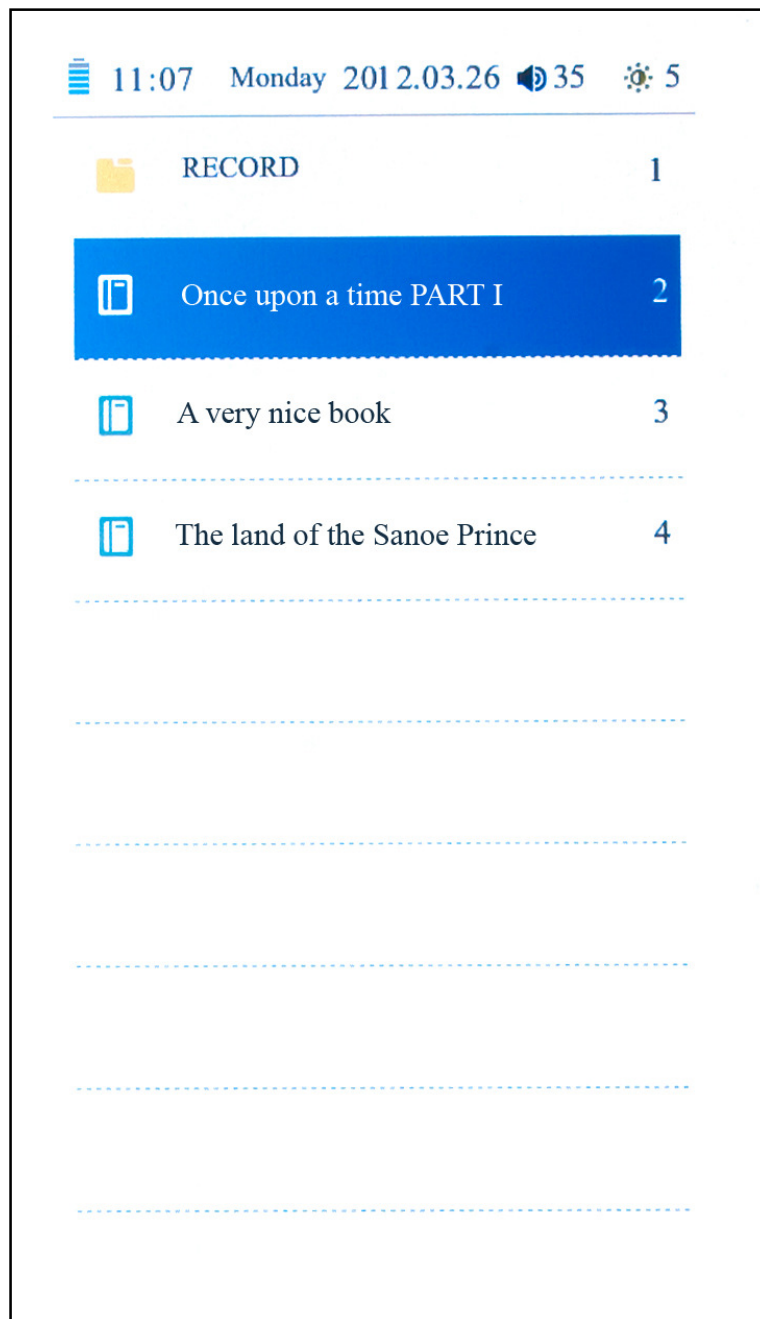 11:07 Monday 2012.03.26 35 5
RECORD 1
Once upon a time PART I 2
A very nice book 3
The land of the Sanoe Prince 4